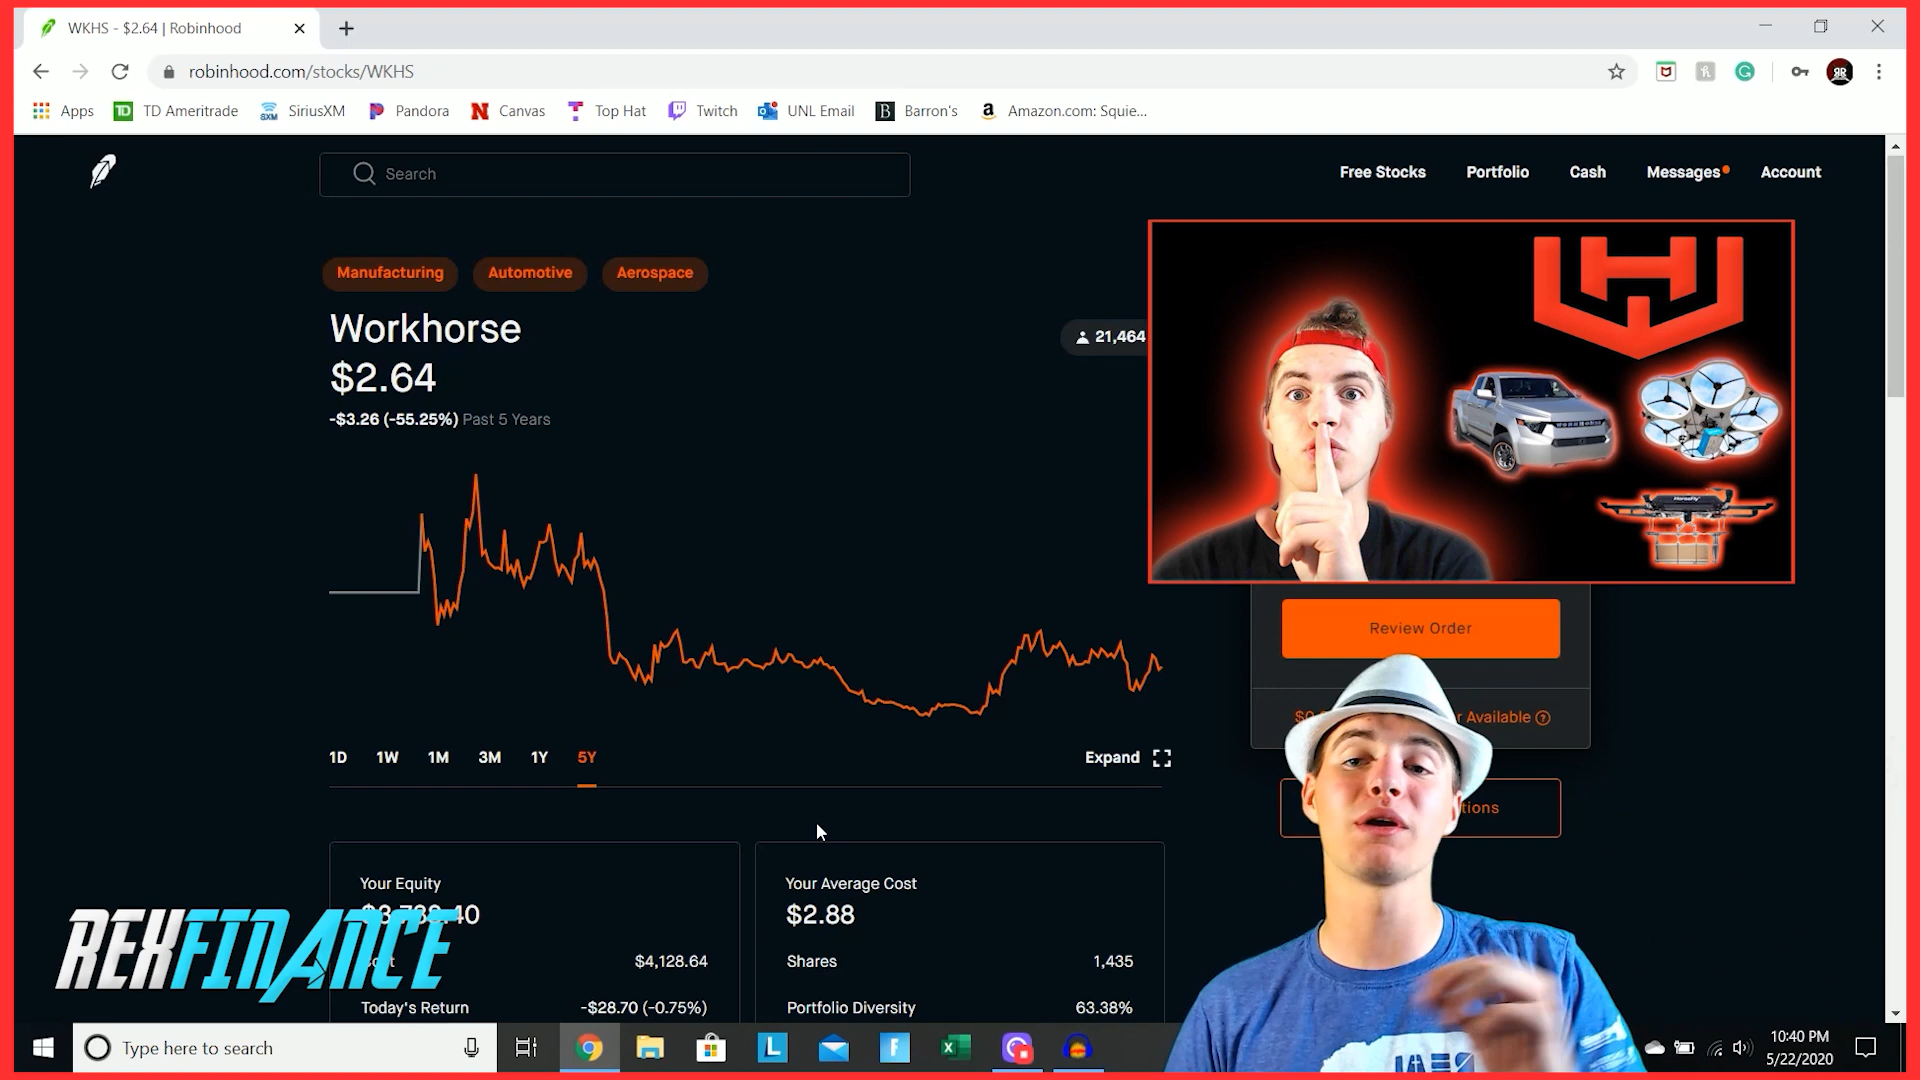 WKHS - $2.64 | Robinhood
robinhood.com/stocks/WKHS
Apps TD Ameritrade SiriusXM Pandora Canvas Top Hat Twitch UNL Email Barron's Amazon.com: Squie...
Search
Free Stocks Portfolio Cash Messages Account
Manufacturing Automotive Aerospace
Workhorse
21,464
$2.64
-$3.26 (-55.25%) Past 5 Years
WORKHORSE
HorseFly
Review Order
r Available
1D 1W 1M 3M 1Y 5Y
Expand
tions
Your Equity
Your Average Cost
$2.88
REXFINANCE
$4,128.64
Shares 1,435
Today's Return -$28.70 (-0.75%)
Portfolio Diversity 63.38%
Type here to search
10:40 PM
5/22/2020